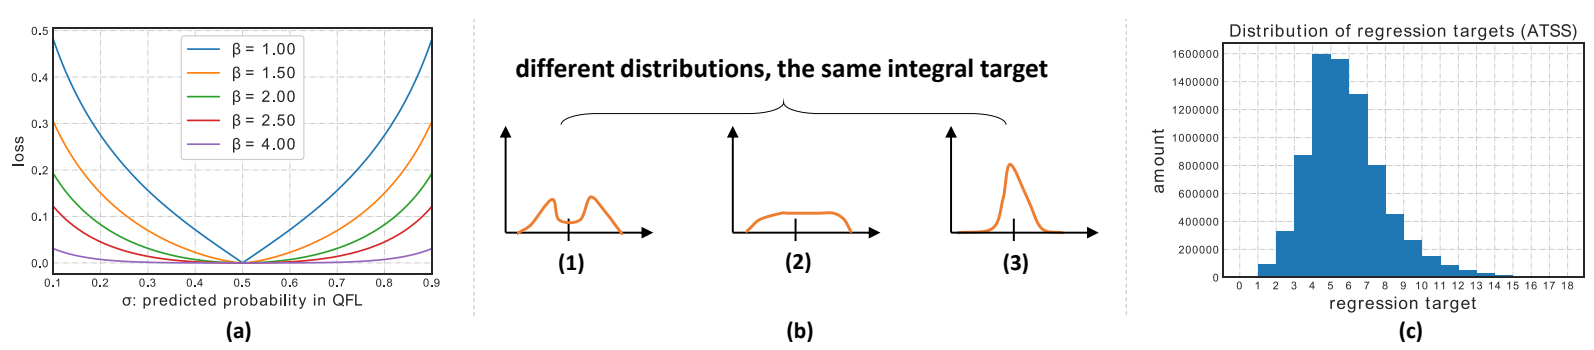 0.5
0.4
0.3
0.2
0.1
0.0
loss
β = 1.00
β = 1.50
β = 2.00
β = 2.50
β = 4.00
0.1 0.2 0.3 0.4 0.5 0.6 0.7 0.8 0.9
σ: predicted probability in QFL
(a)
different distributions, the same integral target
(1)
(2)
(3)
(b)
Distribution of regression targets (ATSS)
1600000
1400000
1200000
1000000
800000
600000
400000
200000
0
amount
0 1 2 3 4 5 6 7 8 9 10 11 12 13 14 15 16 17 18
regression target
(c)